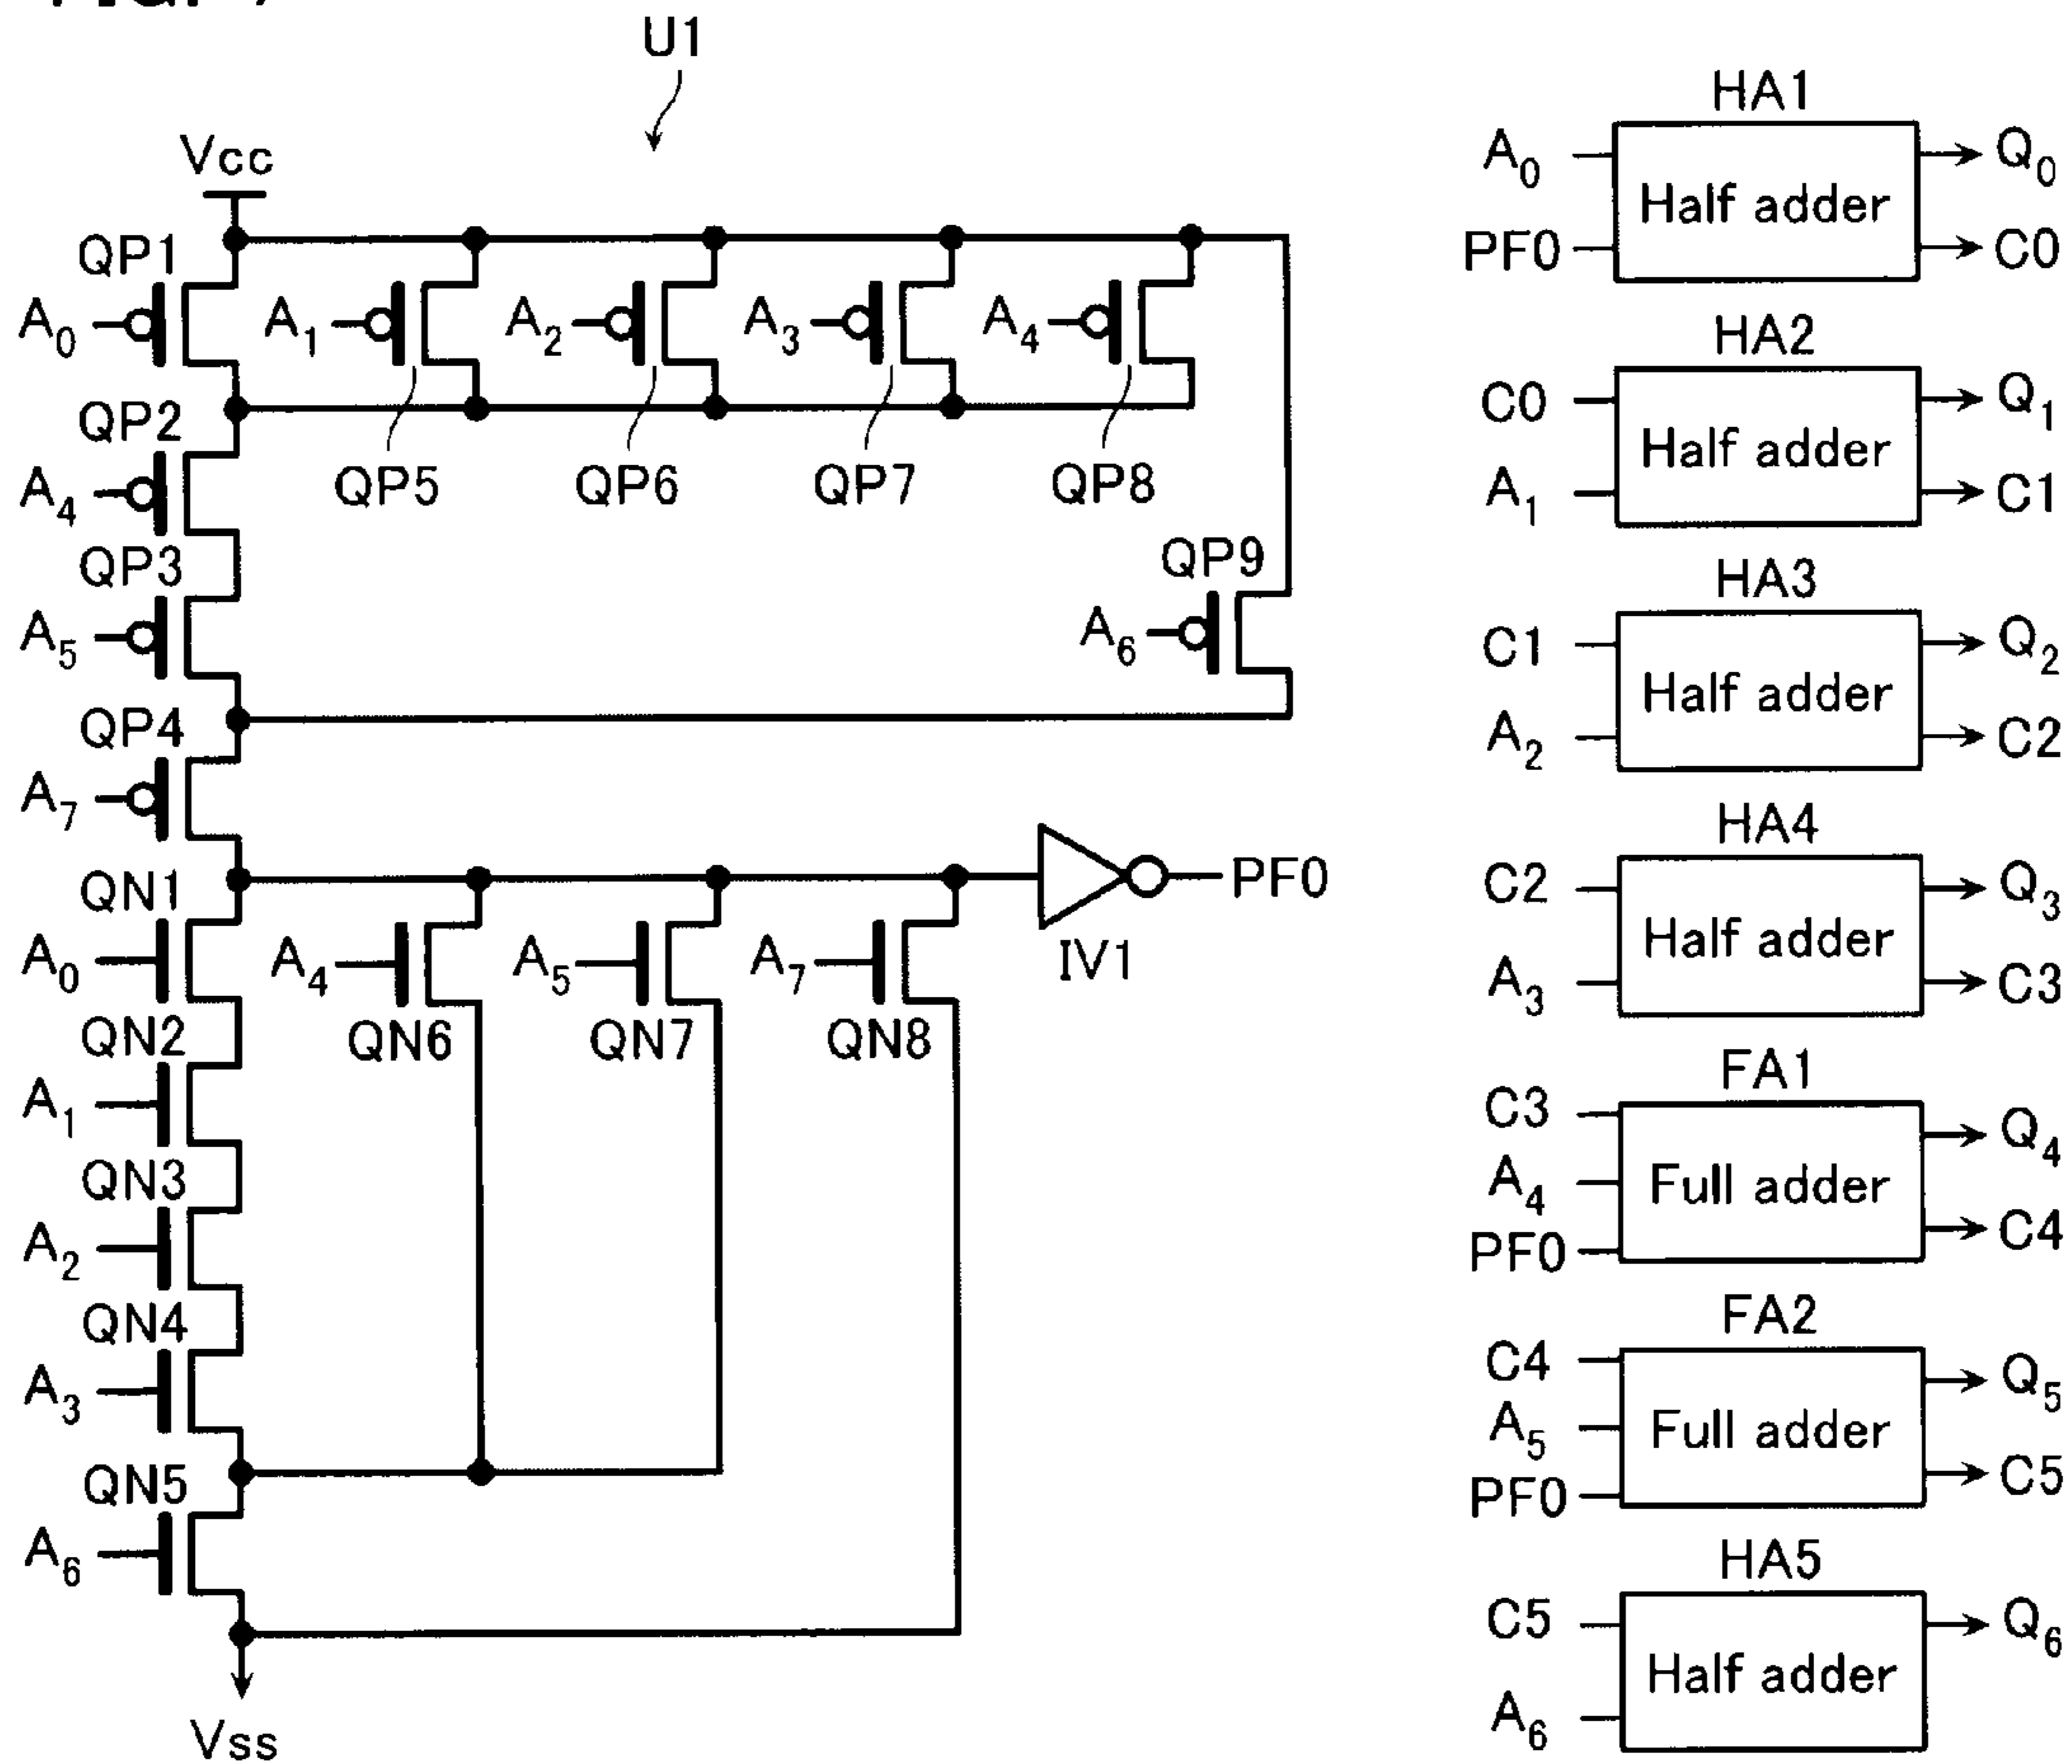 U1
Vcc
QP1
A0
A1
A2
A3
A4
QP2
A4
QP5
QP6
QP7
QP8
QP3
A5
QP9
A6
QP4
A7
QN1
A0
A4
A5
A7
IV1
PF0
QN2
QN6
QN7
QN8
A1
QN3
A2
QN4
A3
QN5
A6
Vss
HA1
A0
PF0
Half adder
Q0
C0
HA2
C0
A1
Half adder
Q1
C1
HA3
C1
A2
Half adder
Q2
C2
HA4
C2
A3
Half adder
Q3
C3
FA1
C3
A4
PF0
Full adder
Q4
C4
FA2
C4
A5
PF0
Full adder
Q5
C5
HA5
C5
A6
Half adder
Q6